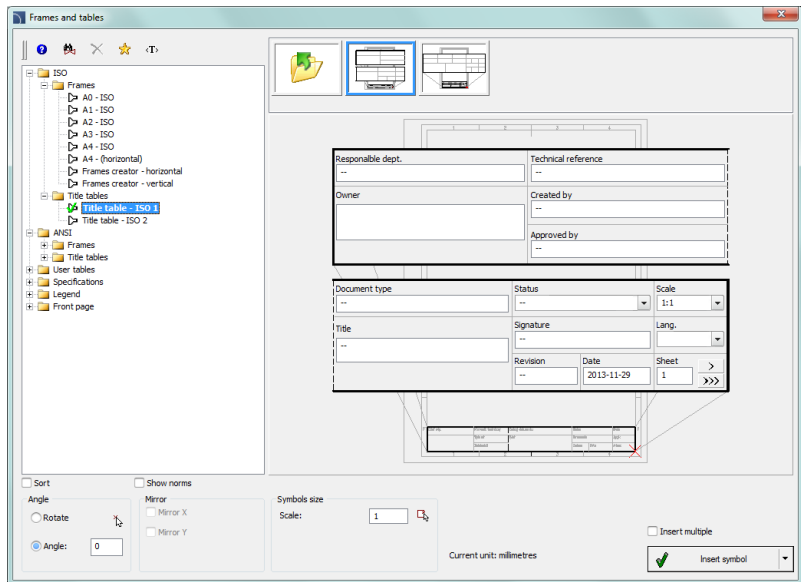 Frames and tables
x
<T>
ISO
Frames
A0 - ISO
A1 - ISO
A2 - ISO
A3 - ISO
A4 - ISO
A4 - (horizontal)
Frames creator - horizontal
Frames creator - vertical
Title tables
Title table - ISO 1
Title table - ISO 2
ANSI
Frames
Title tables
User tables
Specifications
Legend
Front page
Responalble dept.
--
Technical reference
--
Owner
Created by
--
Approved by
--
Document type
--
Status
--
Scale
1:1
Title
--
Signature
--
Lang.
Revision
--
Date
2013-11-29
Sheet
1
>
>>>
Sort
Show norms
Angle
Rotate
Angle:
0
Mirror
Mirror X
Mirror Y
Symbols size
Scale:
1
Current unit: millimetres
Insert multiple
Insert symbol